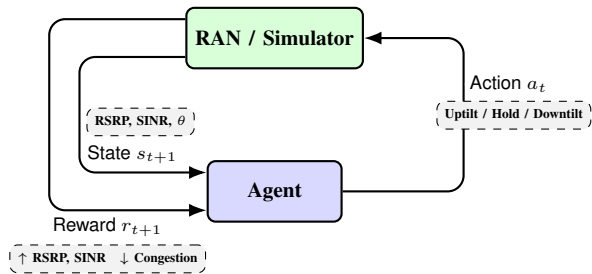 RAN / Simulator
Action a_t
Uptilt / Hold / Downtilt
RSRP, SINR, θ
State s_{t+1}
Agent
Reward r_{t+1}
↑ RSRP, SINR ↓ Congestion